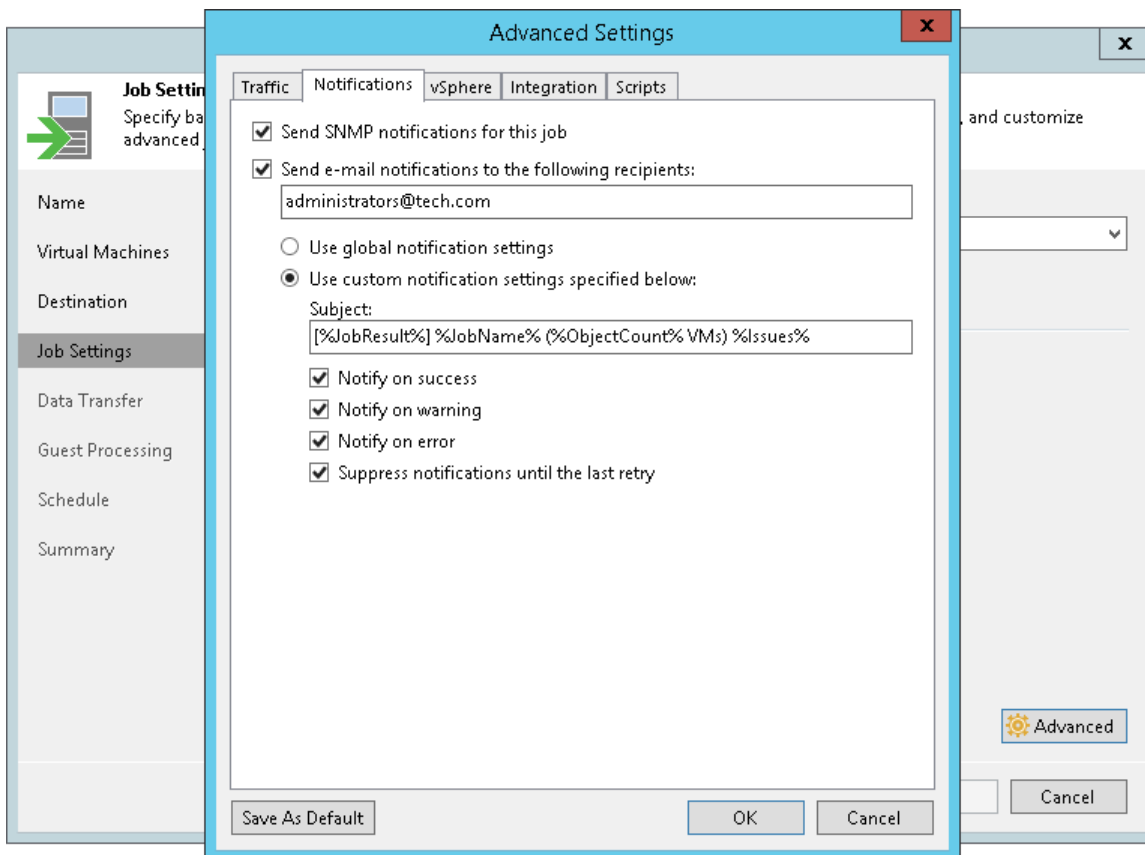 Advanced Settings
x
x
Job Settin
Specify ba
advanced
, and customize
Name
Virtual Machines
Destination
Job Settings
Data Transfer
Guest Processing
Schedule
Summary
Traffic Notifications vSphere Integration Scripts
Send SNMP notifications for this job
Send e-mail notifications to the following recipients:
administrators@tech.com
Use global notification settings
Use custom notification settings specified below:
Subject:
[%JobResult%] %JobName% (%ObjectCount% VMs) %Issues%
Notify on success
Notify on warning
Notify on error
Suppress notifications until the last retry
Advanced
Cancel
Save As Default OK Cancel